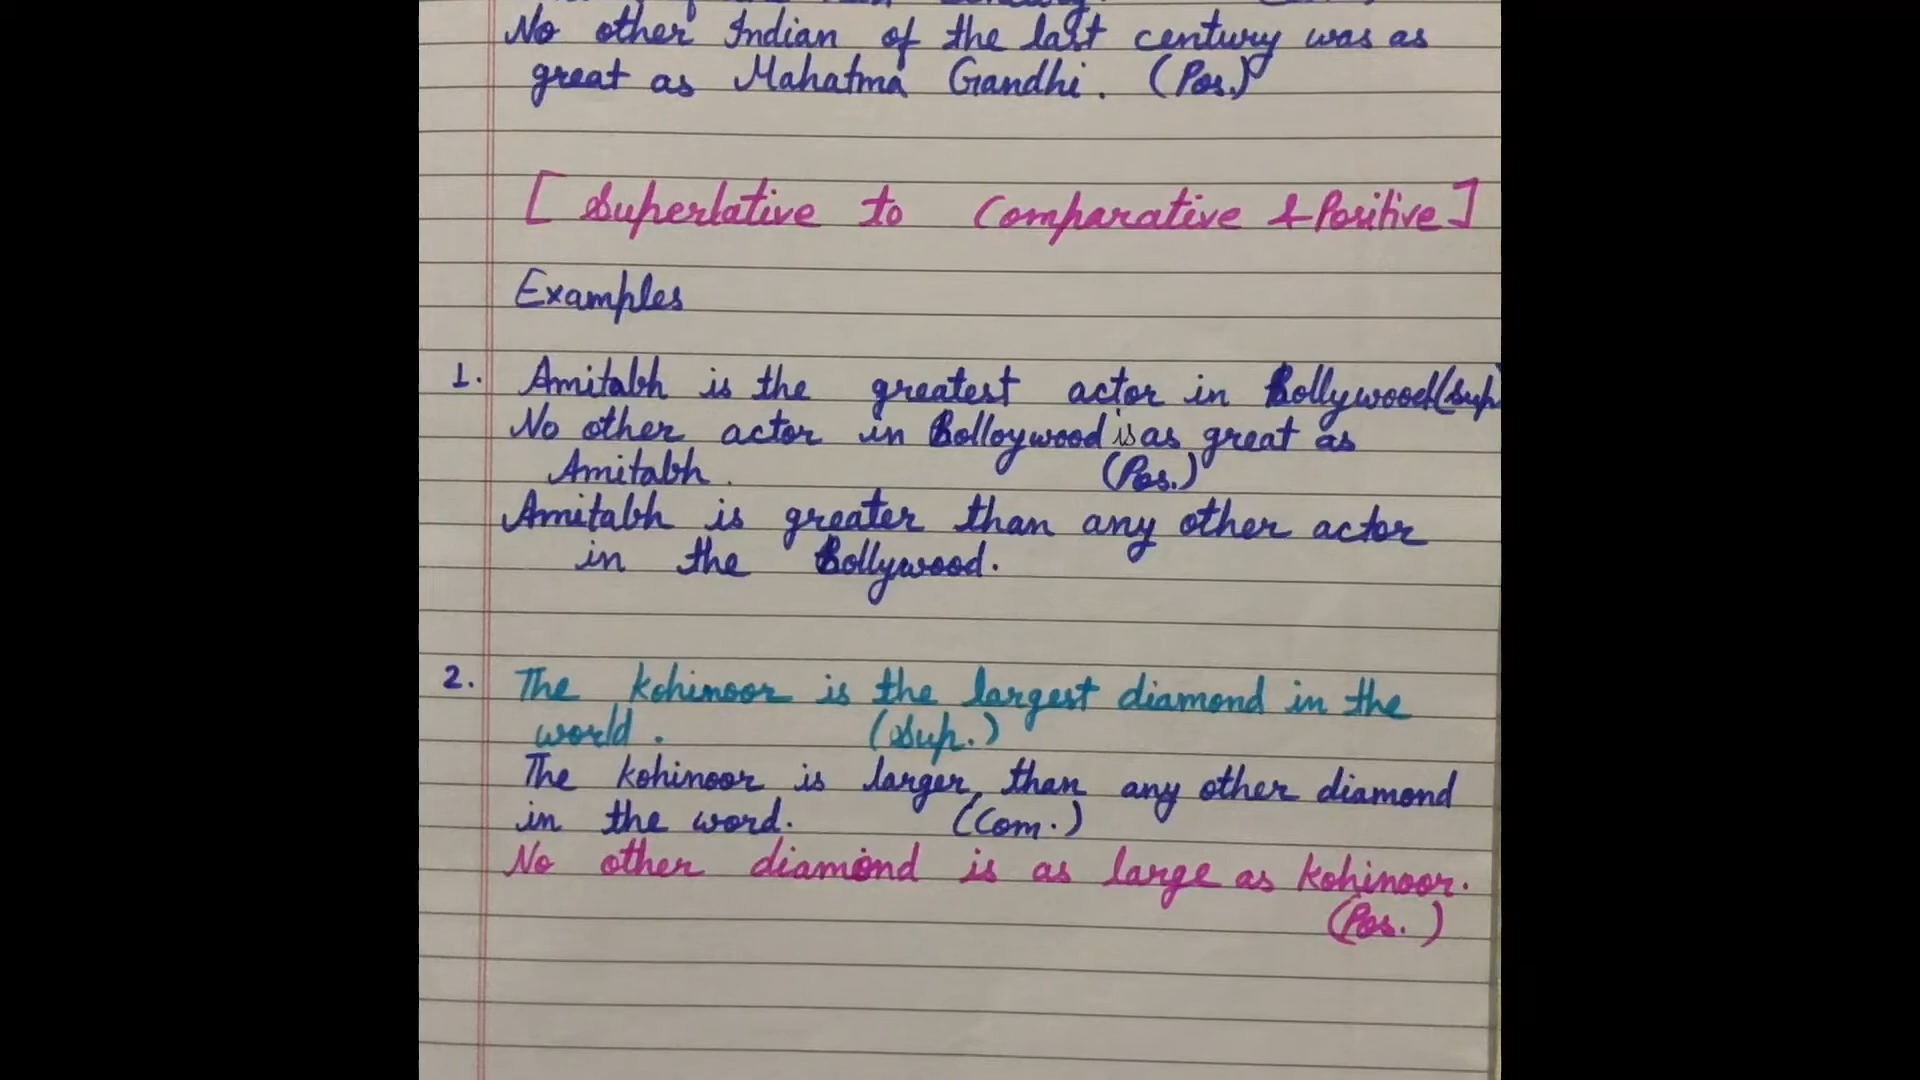 No other Indian of the last century was as
great as Mahatma Gandhi. (Pos.)
[Superlative to Comparative & Positive]
Examples
1. Amitabh is the greatest actor in Bollywood (Sup
No other actor in Bolloywood is as great as
Amitabh. (Pos.)
Amitabh is greater than any other actor
in the Bollywood.
2. The Kohinoor is the largest diamond in the
world. (Sup.)
The Kohinoor is larger than any other diamond
in the word. (Com.)
No other diamond is as large as Kohinoor.
(Pos.)